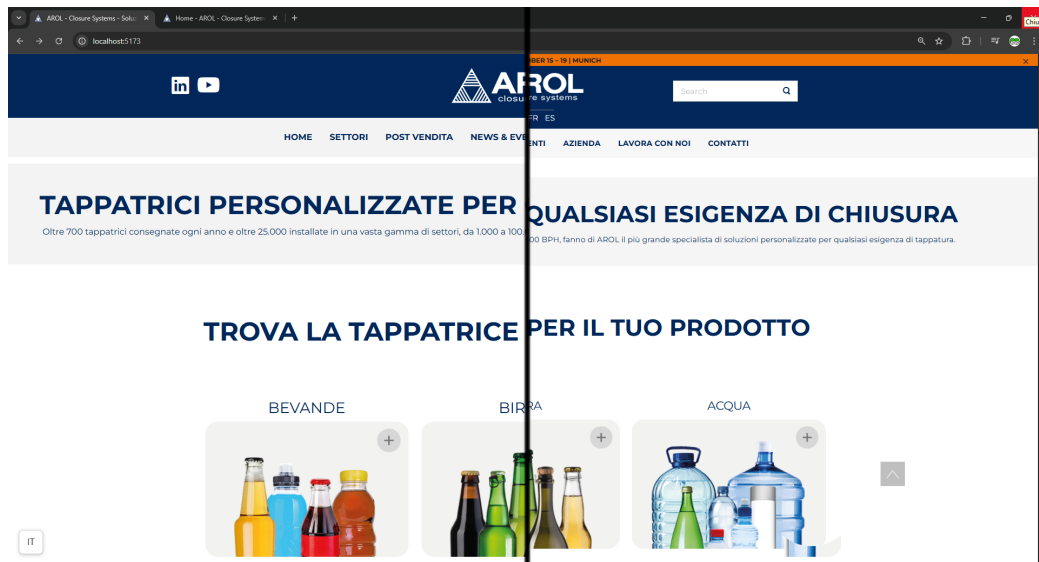 AROL - Closure Systems - Solu
Home - AROL - Closure System
Chiu
localhost:5173
BER 15 – 19 | MUNICH
AROL
closure systems
Search
FR ES
HOME SETTORI POST VENDITA NEWS & EVENTI AZIENDA LAVORA CON NOI CONTATTI
TAPPATRICI PERSONALIZZATE PER QUALSIASI ESIGENZA DI CHIUSURA
Oltre 700 tappatrici consegnate ogni anno e oltre 25.000 installate in una vasta gamma di settori, da 1.000 a 100.000 BPH, fanno di AROL il più grande specialista di soluzioni personalizzate per qualsiasi esigenza di tappatura.
TROVA LA TAPPATRICE PER IL TUO PRODOTTO
BEVANDE
BIRRA
ACQUA
IT